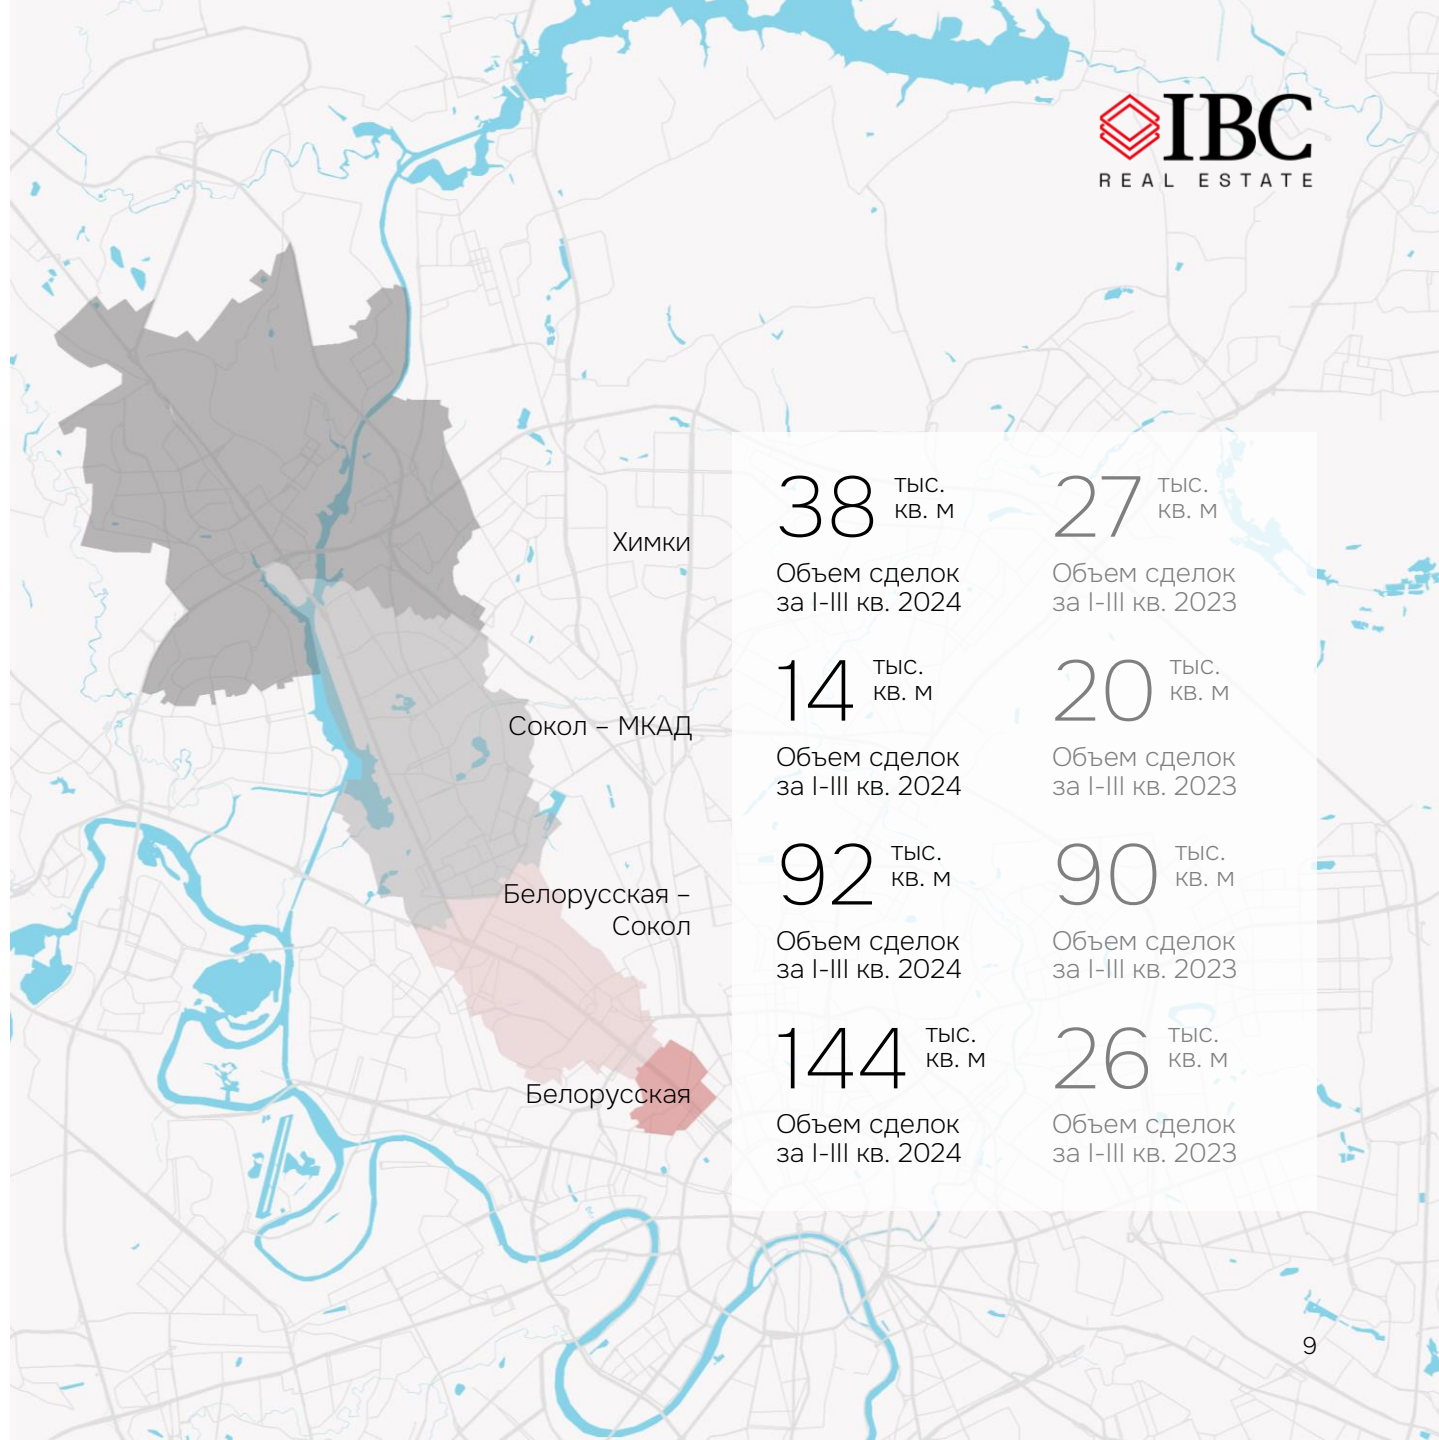 IBC
REAL ESTATE
Химки
38 тыс. кв. м
Объем сделок
за I-III кв. 2024
27 тыс. кв. м
Объем сделок
за I-III кв. 2023
Сокол – МКАД
14 тыс. кв. м
Объем сделок
за I-III кв. 2024
20 тыс. кв. м
Объем сделок
за I-III кв. 2023
Белорусская –
Сокол
92 тыс. кв. м
Объем сделок
за I-III кв. 2024
90 тыс. кв. м
Объем сделок
за I-III кв. 2023
Белорусская
144 тыс. кв. м
Объем сделок
за I-III кв. 2024
26 тыс. кв. м
Объем сделок
за I-III кв. 2023
9